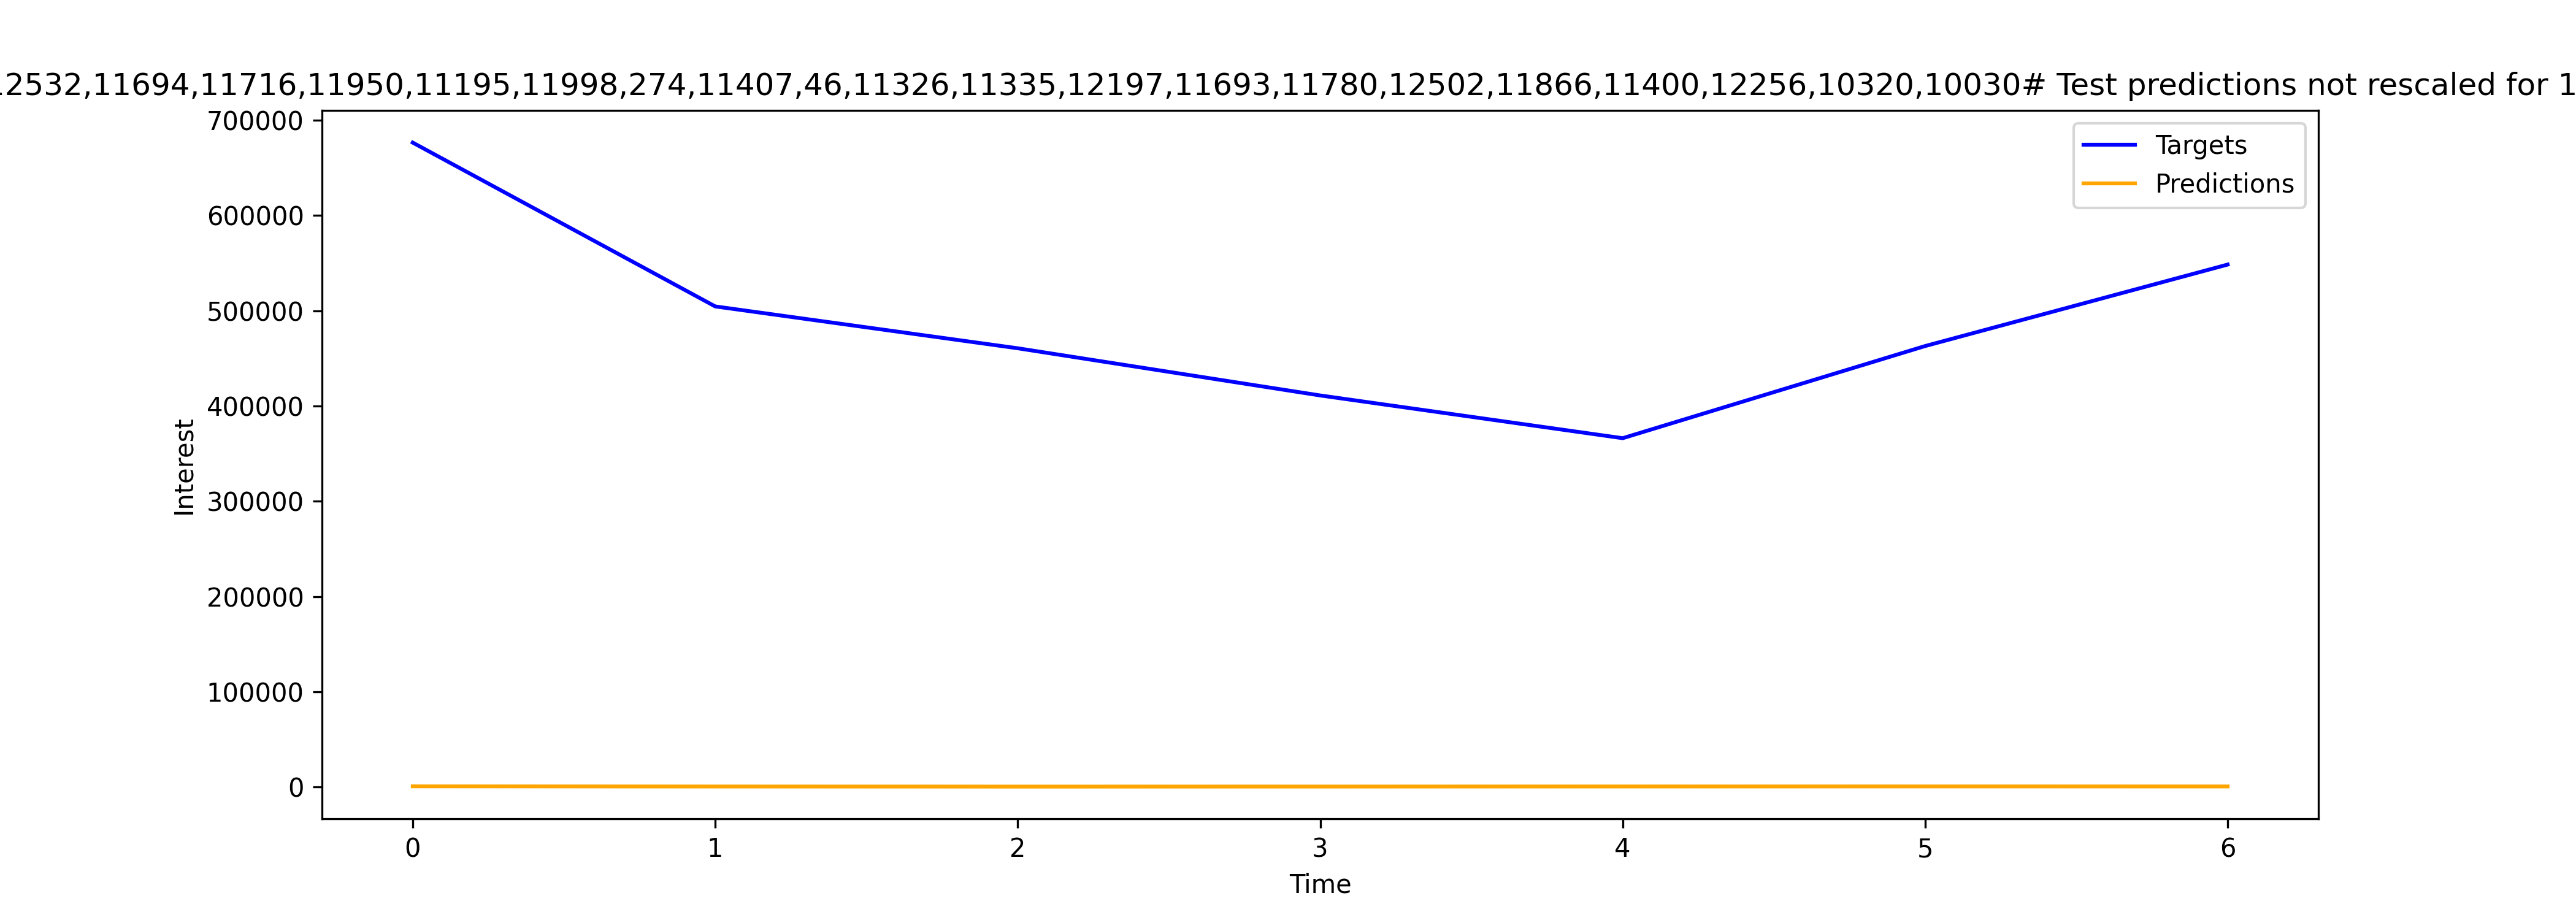 2532,11694,11716,11950,11195,11998,274,11407,46,11326,11335,12197,11693,11780,12502,11866,11400,12256,10320,10030# Test predictions not rescaled for 1
700000
600000
500000
400000
300000
200000
100000
0
Interest
Targets
Predictions
0 1 2 3 4 5 6
Time